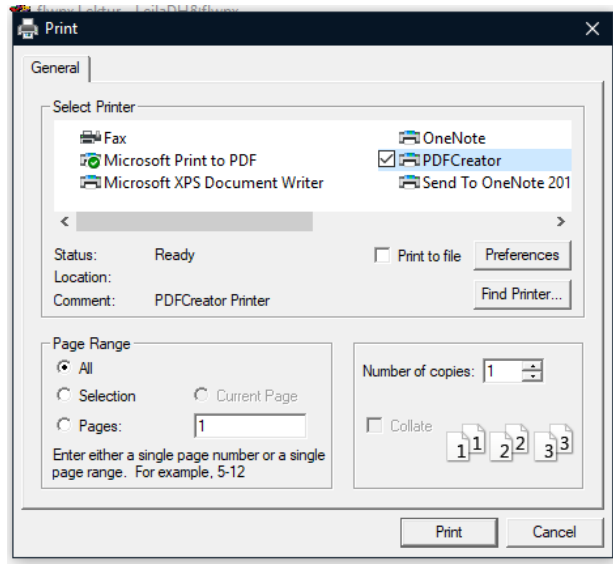 Print
General
Select Printer
Fax
Microsoft Print to PDF
Microsoft XPS Document Writer
OneNote
PDFCreator
Send To OneNote 201
Status: Ready
Location:
Comment: PDFCreator Printer
Print to file
Preferences
Find Printer...
Page Range
All
Selection
Current Page
Pages: 1
Enter either a single page number or a single
page range. For example, 5-12
Number of copies: 1
Collate
11 22 33
Print
Cancel